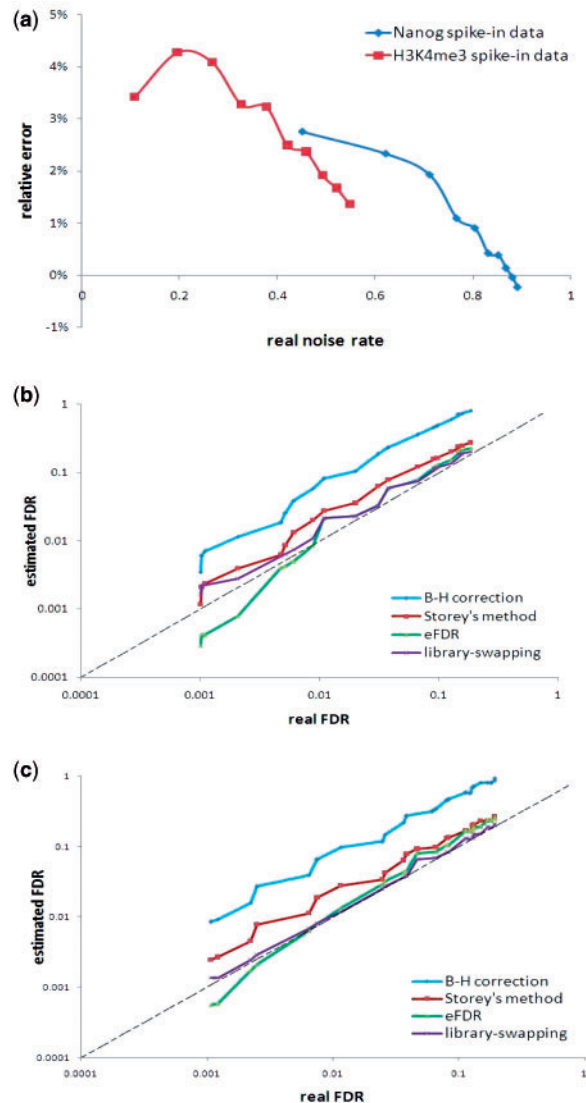 (a)
6%
5%
4%
3%
2%
1%
0%
-1%
relative error
Nanog spike-in data
H3K4me3 spike-in data
0 0.2 0.4 0.6 0.8 1
real noise rate
(b)
1
0.1
0.01
0.001
0.0001
estimated FDR
B-H correction
Storey's method
eFDR
library-swapping
0.0001 0.001 0.01 0.1 1
real FDR
(c)
1
0.1
0.01
0.001
0.0001
estimated FDR
B-H correction
Storey's method
eFDR
library-swapping
0.0001 0.001 0.01 0.1 1
real FDR